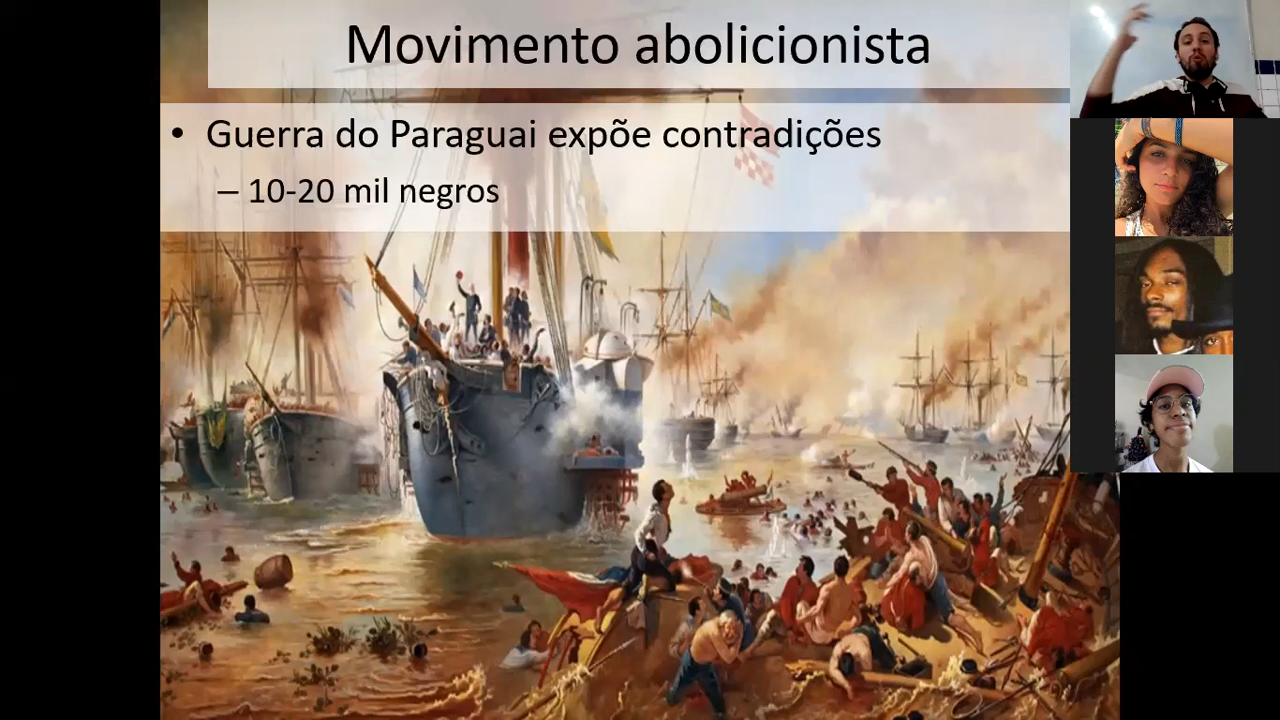 Movimento abolicionista
• Guerra do Paraguai expõe contradições
– 10-20 mil negros